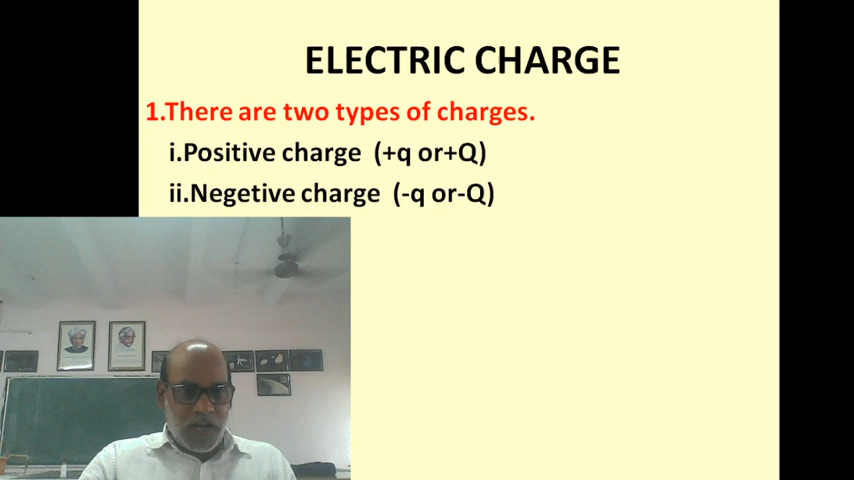 ELECTRIC CHARGE
1.There are two types of charges.
i.Positive charge (+q or+Q)
ii.Negetive charge (-q or-Q)